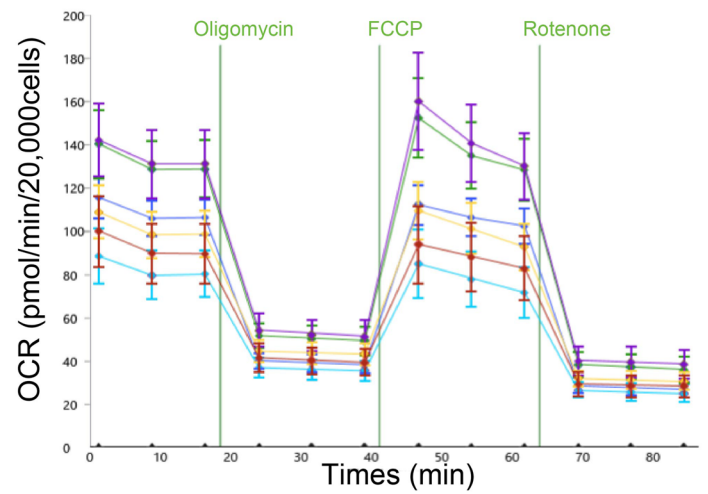 Oligomycin FCCP Rotenone
200
180
160
140
120
100
80
60
40
20
0
OCR (pmol/min/20,000cells)
0 10 20 30 40 50 60 70 80
Times (min)